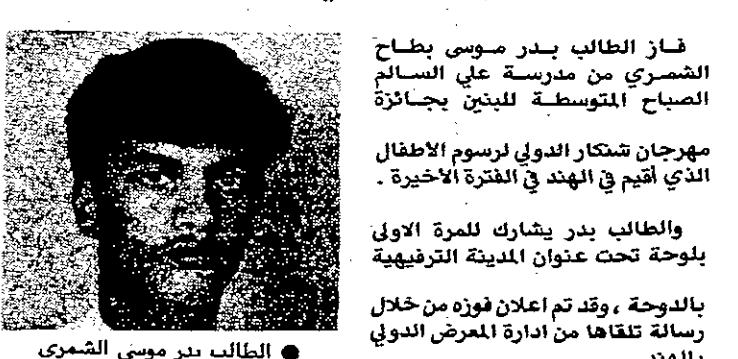 فاز الطالب بدر موسى بطاح
الشمري من مدرسة علي السالم
الصباح المتوسطة للبنين بجائزة
مهرجان شنكار الدولي لرسوم الأطفال
الذي أقيم في الهند في الفترة الأخيرة .
والطالب بدر يشارك للمرة الاولى
بلوحة تحت عنوان المدينة الترفيهية
بالدوحة ، وقد تم اعلان فوزه من خلال
رسالة تلقاها من ادارة المعرض الدولي
بالهند
● الطالب بدر موسى الشمري